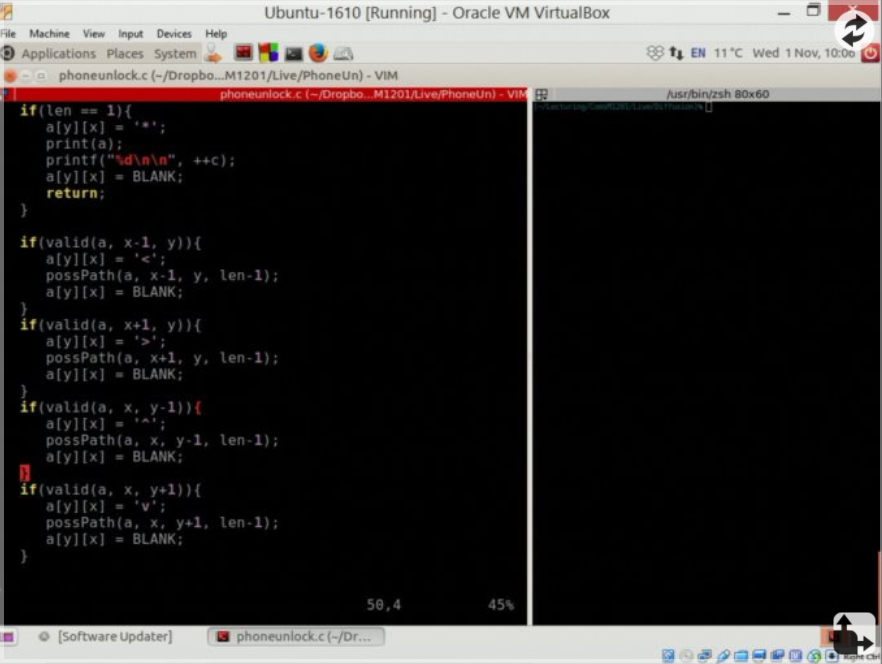 Ubuntu-1610 [Running] - Oracle VM VirtualBox
File Machine View Input Devices Help
Applications Places System
EN 11°C Wed 1 Nov, 10:06
phoneunlock.c (~/Dropbo...M1201/Live/PhoneUn) - VIM
phoneunlock.c (~/Dropbo...M1201/Live/PhoneUn) - VIM
/usr/bin/zsh 80x60
if(len == 1){
a[y][x] = '*';
print(a);
printf("%d\n\n", ++c);
a[y][x] = BLANK;
return;
}
if(valid(a, x-1, y)){
a[y][x] = '<';
possPath(a, x-1, y, len-1);
a[y][x] = BLANK;
}
if(valid(a, x+1, y)){
a[y][x] = '>';
possPath(a, x+1, y, len-1);
a[y][x] = BLANK;
}
if(valid(a, x, y-1)){
a[y][x] = '^';
possPath(a, x, y-1, len-1);
a[y][x] = BLANK;
}
if(valid(a, x, y+1)){
a[y][x] = 'v';
possPath(a, x, y+1, len-1);
a[y][x] = BLANK;
}
50,4 45%
[Software Updater]
phoneunlock.c (~/Dr...
Right Ctrl